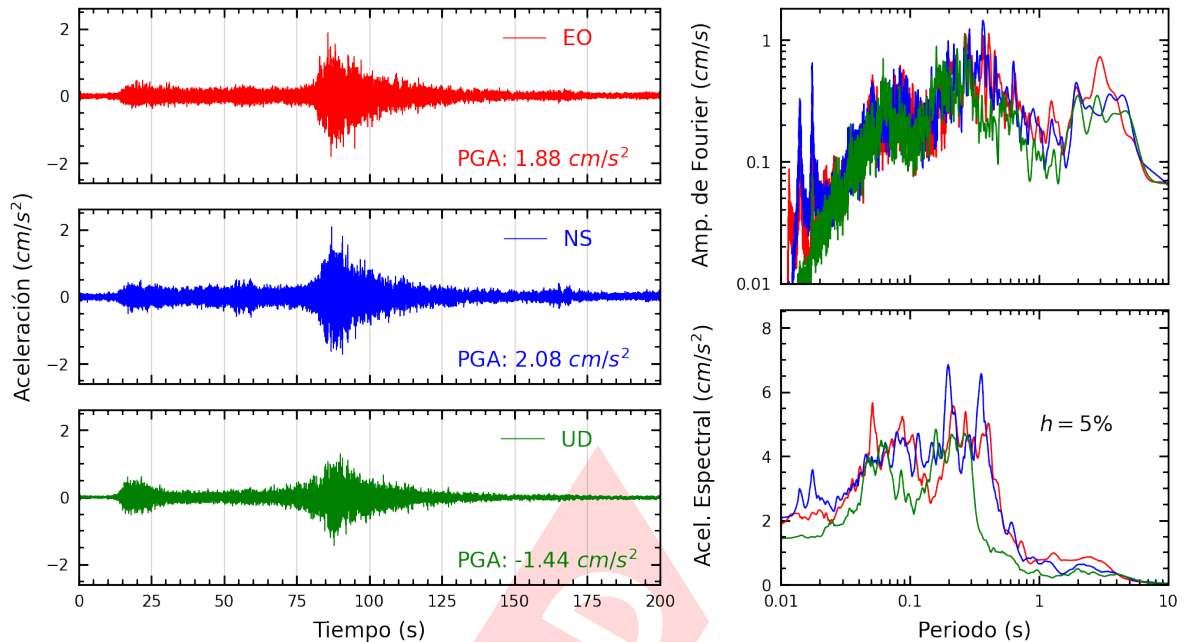 Aceleración (cm/s²)
2
0
−2
EO
PGA: 1.88 cm/s²
2
0
−2
NS
PGA: 2.08 cm/s²
2
0
−2
UD
PGA: -1.44 cm/s²
0 25 50 75 100 125 150 175 200
Tiempo (s)
Amp. de Fourier (cm/s)
1
0.1
0.01
Acel. Espectral (cm/s²)
8
6
4
2
0
h = 5%
0.01 0.1 1 10
Periodo (s)